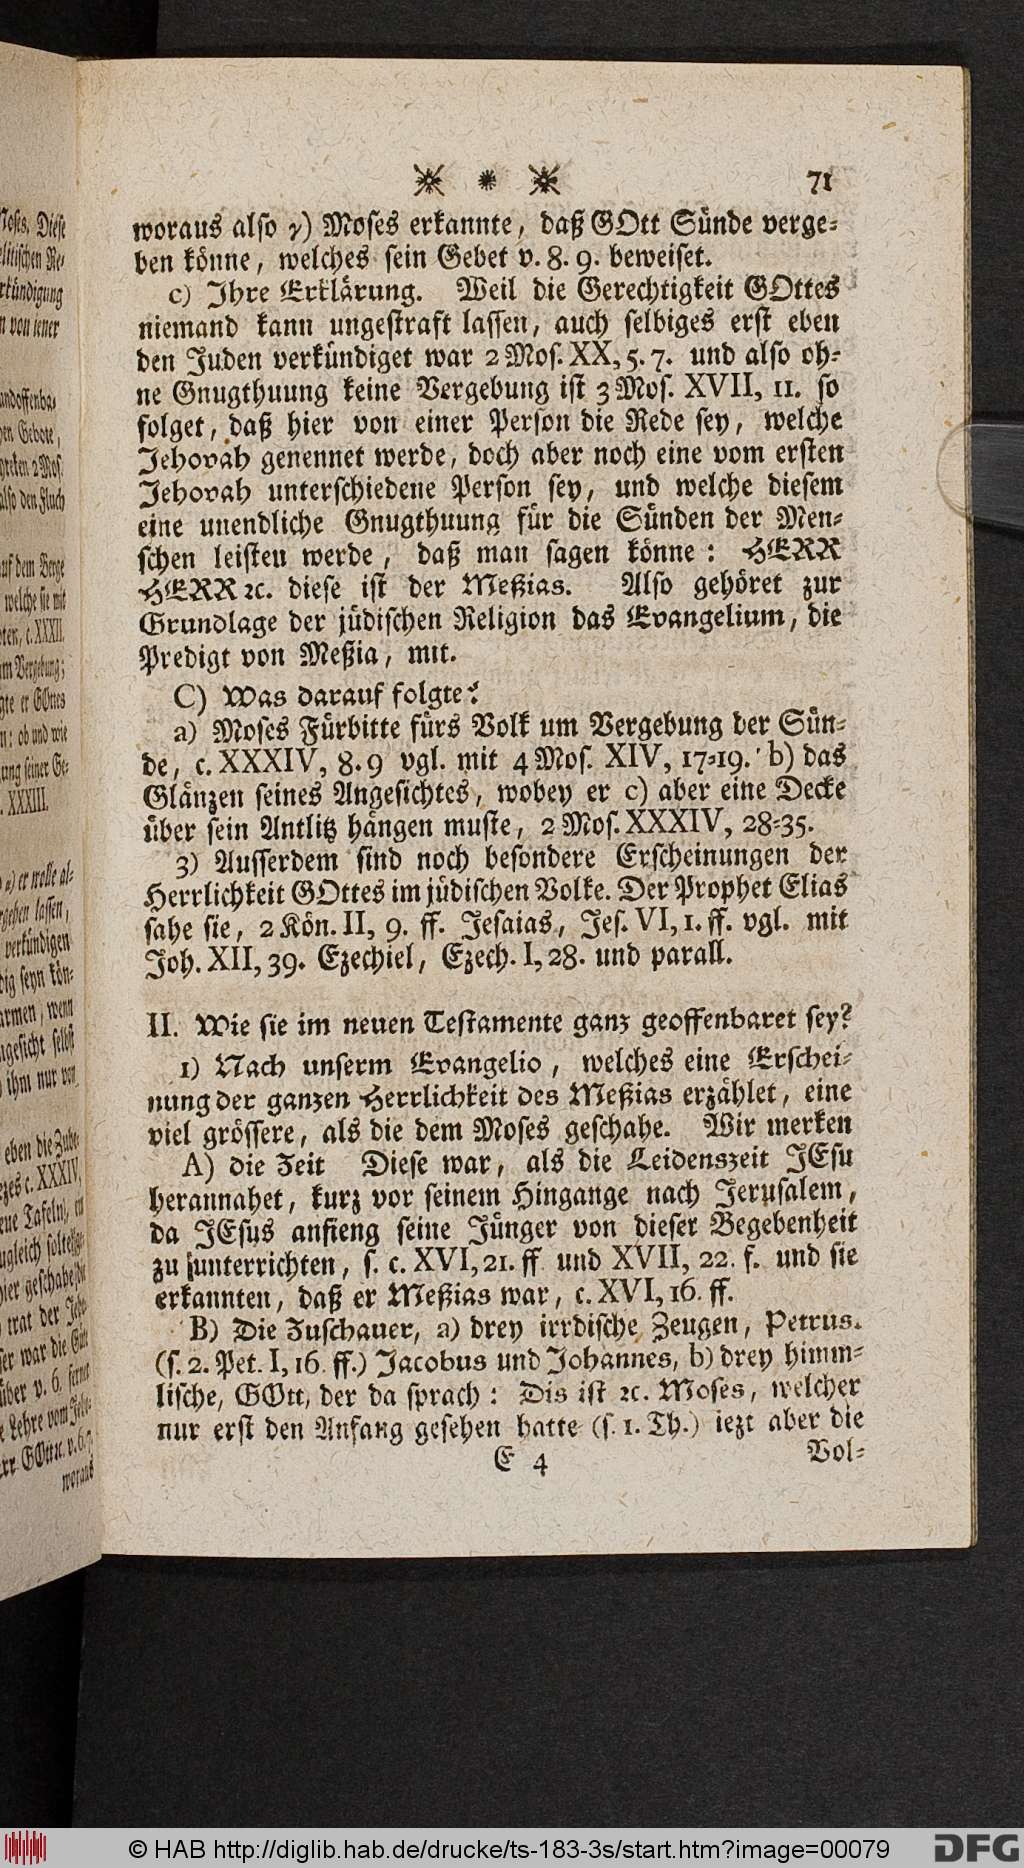 71
woraus also γ) Moses erkannte, daß GOtt Sünde verge-
ben könne, welches sein Gebet v. 8. 9. beweiset.
c) Ihre Erklärung. Weil die Gerechtigkeit GOttes
niemand kann ungestraft lassen, auch selbiges erst eben
den Juden verkündiget war 2 Mos. XX, 5. 7. und also oh-
ne Gnugthuung keine Vergebung ist 3 Mos. XVII, 11. so
folget, daß hier von einer Person die Rede sey, welche
Jehovah genennet werde, doch aber noch eine vom ersten
Jehovah unterschiedene Person sey, und welche diesem
eine unendliche Gnugthuung für die Sünden der Men-
schen leisten werde, daß man sagen könne: HERR
HERR ꝛc. diese ist der Meßias. Also gehöret zur
Grundlage der jüdischen Religion das Evangelium, die
Predigt von Meßia, mit.
C) Was darauf folgte?
a) Moses Fürbitte fürs Volk um Vergebung der Sün-
de, c. XXXIV, 8. 9 vgl. mit 4 Mos. XIV, 17-19. b) das
Glänzen seines Angesichtes, wobey er c) aber eine Decke
über sein Antlitz hängen muste, 2 Mos. XXXIV, 28-35.
3) Ausserdem sind noch besondere Erscheinungen der
Herrlichkeit GOttes im jüdischen Volke. Der Prophet Elias
sahe sie, 2 Kön. II, 9. ff. Jesaias, Jes. VI, 1. ff. vgl. mit
Joh. XII, 39. Ezechiel, Ezech. I, 28. und parall.
II. Wie sie im neuen Testamente ganz geoffenbaret sey?
1) Nach unserm Evangelio, welches eine Erschei-
nung der ganzen Herrlichkeit des Meßias erzählet, eine
viel grössere, als die dem Moses geschahe. Wir merken
A) die Zeit Diese war, als die Leidenszeit JEsu
herannahet, kurz vor seinem Hingange nach Jerusalem,
da JEsus anfieng seine Jünger von dieser Begebenheit
zu unterrichten, s. c. XVI, 21. ff und XVII, 22. f. und sie
erkannten, daß er Meßias war, c. XVI, 16. ff.
B) Die Zuschauer, a) drey irrdische Zeugen, Petrus.
(s. 2. Pet. I, 16. ff.) Jacobus und Johannes, b) drey himm-
lische, GOtt, der da sprach: Dis ist ꝛc. Moses, welcher
nur erst den Anfang gesehen hatte (s. 1. Th.) iezt aber die
E 4 Vol-
© HAB http://diglib.hab.de/drucke/ts-183-3s/start.htm?image=00079
DFG